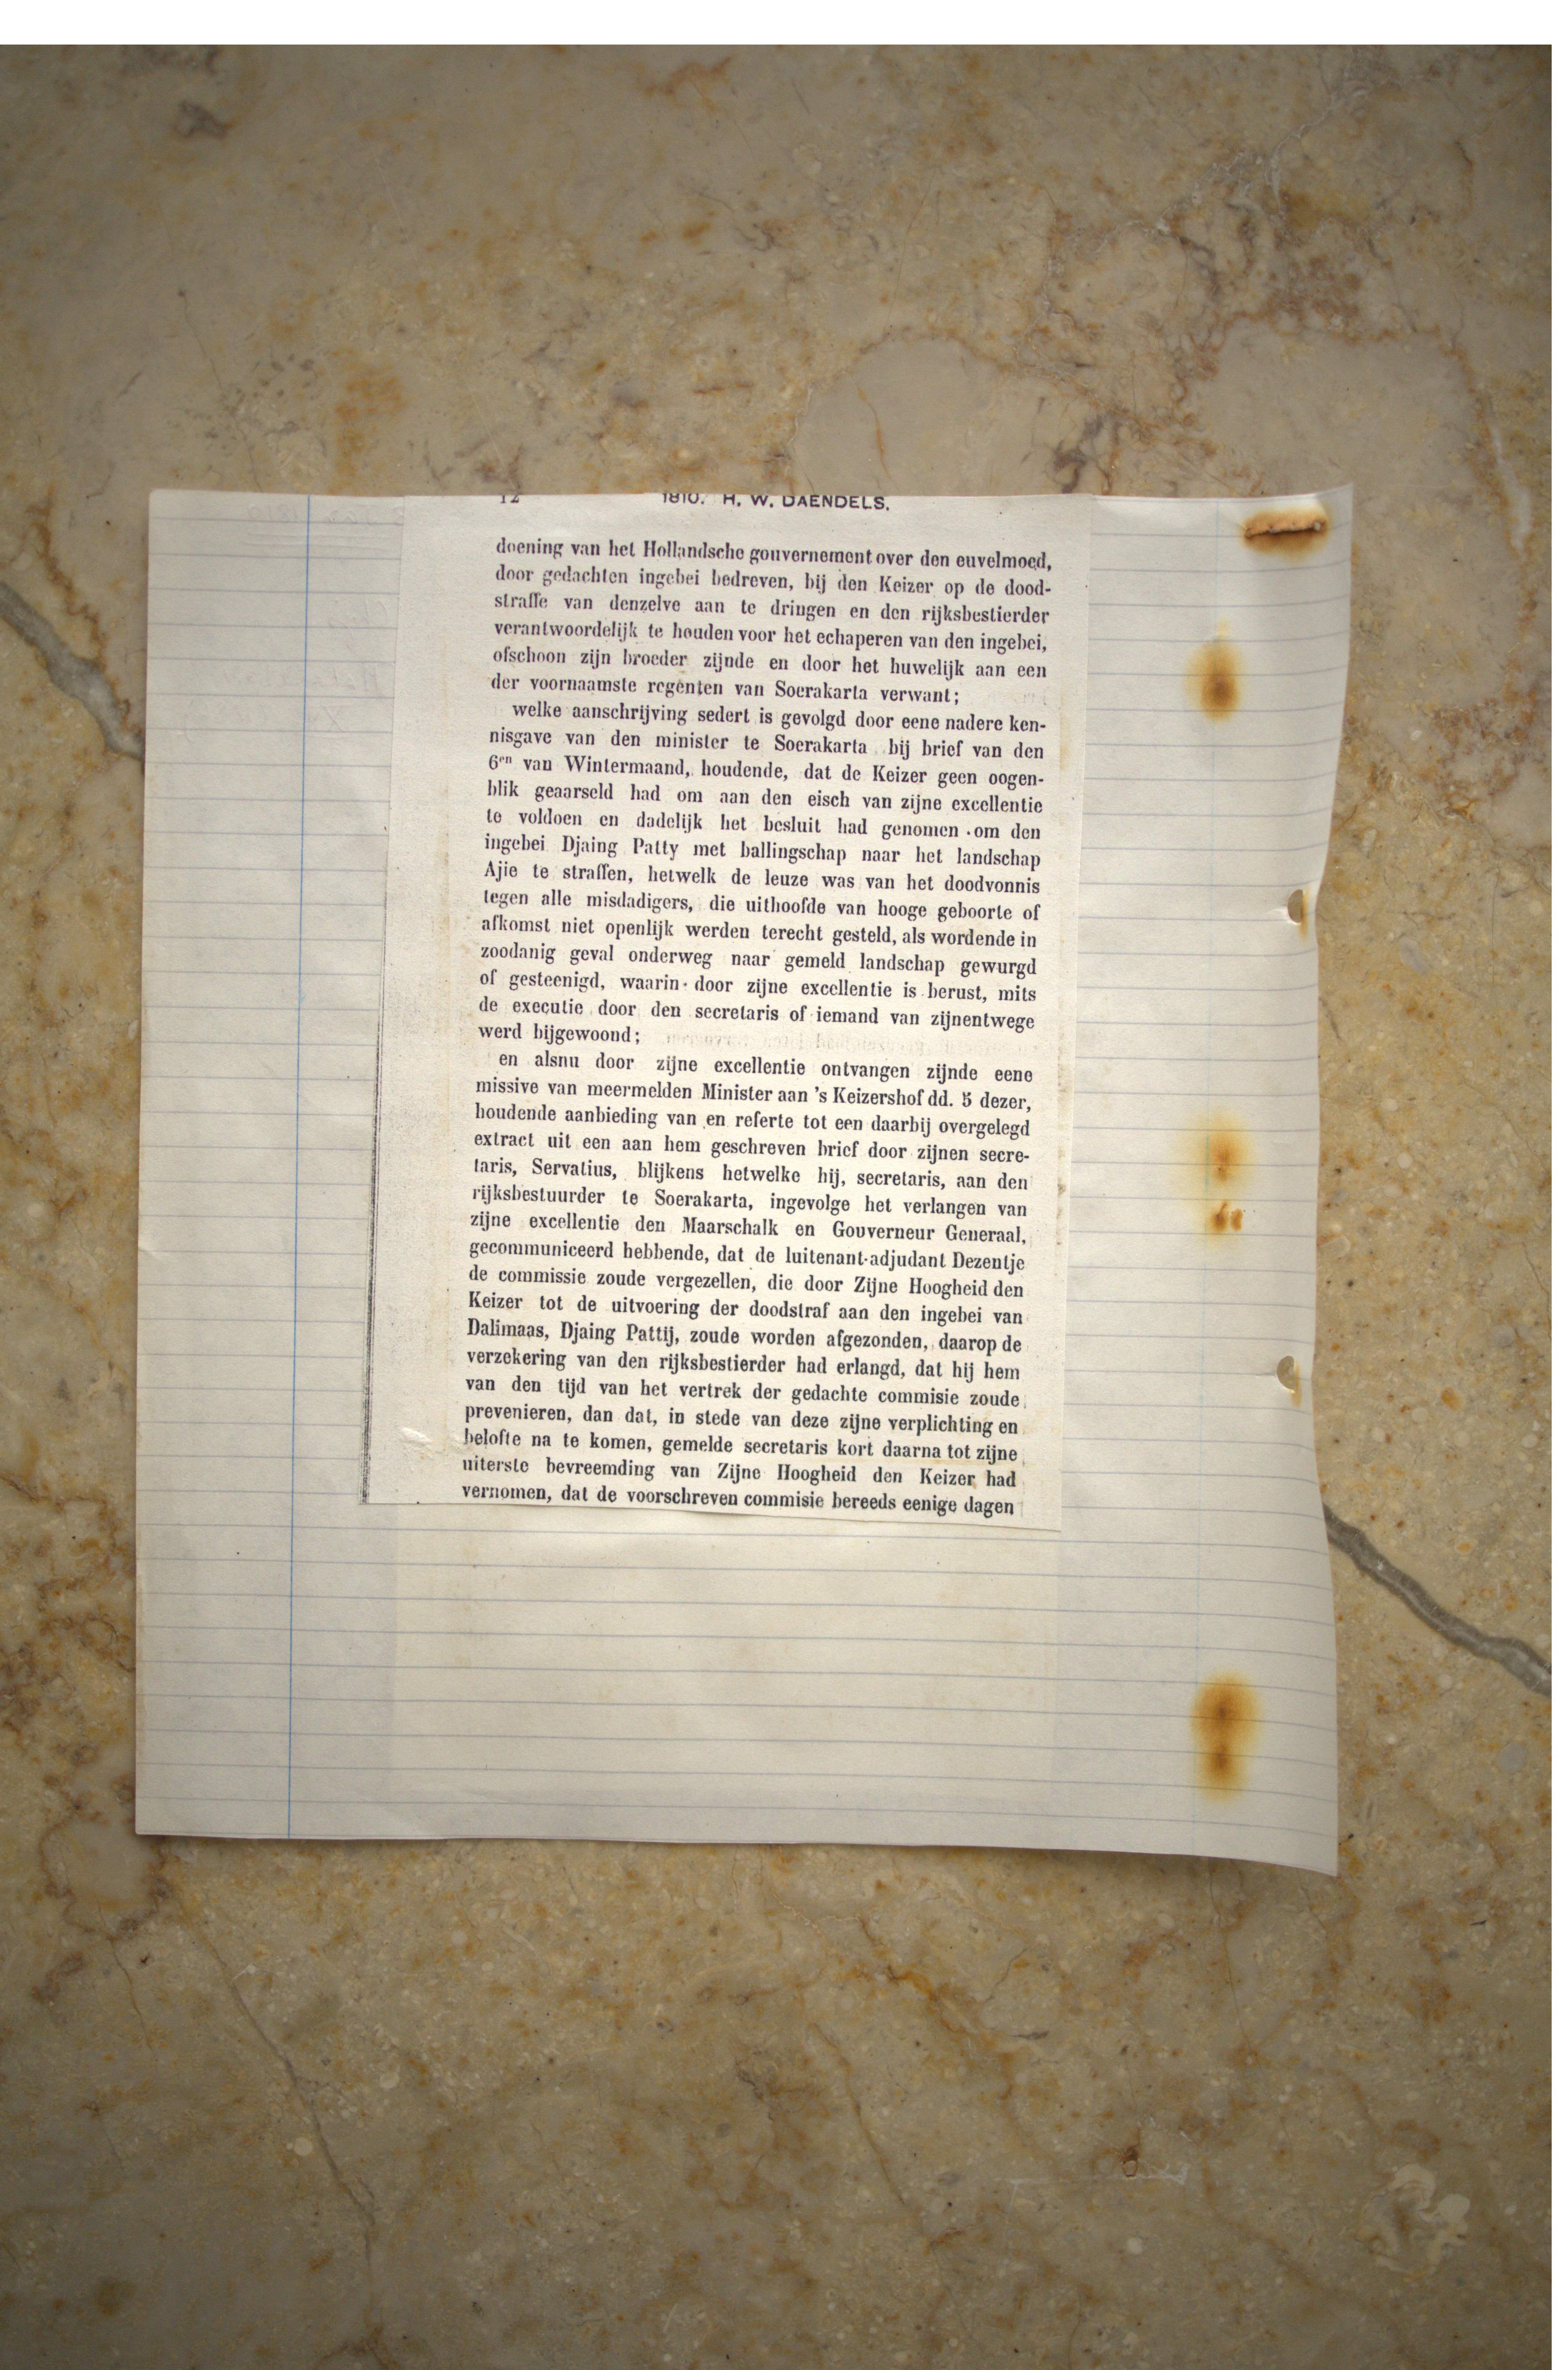 12 1810. H. W. DAENDELS.
doening van het Hollandsche gouvernement over den euvelmoed,
door gedachten ingebei bedreven, bij den Keizer op de dood-
straffe van denzelve aan te dringen en den rijksbestierder
verantwoordelijk te houden voor het echaperen van den ingebei,
ofschoon zijn broeder zijnde en door het huwelijk aan een
der voornaamste regenten van Soerakarta verwant;
welke aanschrijving sedert is gevolgd door eene nadere ken-
nisgave van den minister te Soerakarta bij brief van den
6en van Wintermaand, houdende, dat de Keizer geen oogen-
blik geaarseld had om aan den eisch van zijne excellentie
te voldoen en dadelijk het besluit had genomen om den
ingebei Djaing Patty met ballingschap naar het landschap
Ajie te straffen, hetwelk de leuze was van het doodvonnis
tegen alle misdadigers, die uithoofde van hooge geboorte of
afkomst niet openlijk werden terecht gesteld, als wordende in
zoodanig geval onderweg naar gemeld landschap gewurgd
of gesteenigd, waarin door zijne excellentie is berust, mits
de executie door den secretaris of iemand van zijnentwege
werd bijgewoond;
en alsnu door zijne excellentie ontvangen zijnde eene
missive van meermelden Minister aan 's Keizershof dd. 5 dezer,
houdende aanbieding van en referte tot een daarbij overgelegd
extract uit een aan hem geschreven brief door zijnen secre-
taris, Servatius, blijkens hetwelke hij, secretaris, aan den
rijksbestuurder te Soerakarta, ingevolge het verlangen van
zijne excellentie den Maarschalk en Gouverneur Generaal,
gecommuniceerd hebbende, dat de luitenant-adjudant Dezentje
de commissie zoude vergezellen, die door Zijne Hoogheid den
Keizer tot de uitvoering der doodstraf aan den ingebei van
Dalimaas, Djaing Pattij, zoude worden afgezonden, daarop de
verzekering van den rijksbestierder had erlangd, dat hij hem
van den tijd van het vertrek der gedachte commisie zoude
prevenieren, dan dat, in stede van deze zijne verplichting en
belofte na te komen, gemelde secretaris kort daarna tot zijne
uiterste bevreemding van Zijne Hoogheid den Keizer had
vernomen, dat de voorschreven commisie bereeds eenige dagen